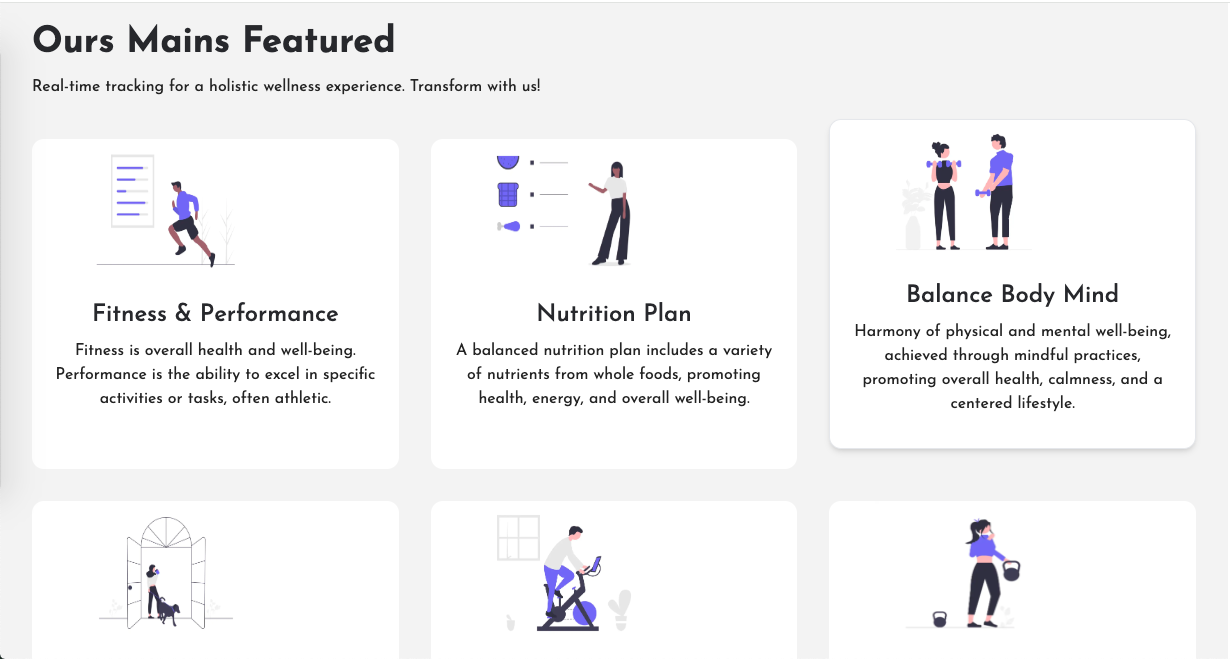 Ours Mains Featured
Real-time tracking for a holistic wellness experience. Transform with us!
Fitness & Performance
Fitness is overall health and well-being.
Performance is the ability to excel in specific
activities or tasks, often athletic.
Nutrition Plan
A balanced nutrition plan includes a variety
of nutrients from whole foods, promoting
health, energy, and overall well-being.
Balance Body Mind
Harmony of physical and mental well-being,
achieved through mindful practices,
promoting overall health, calmness, and a
centered lifestyle.